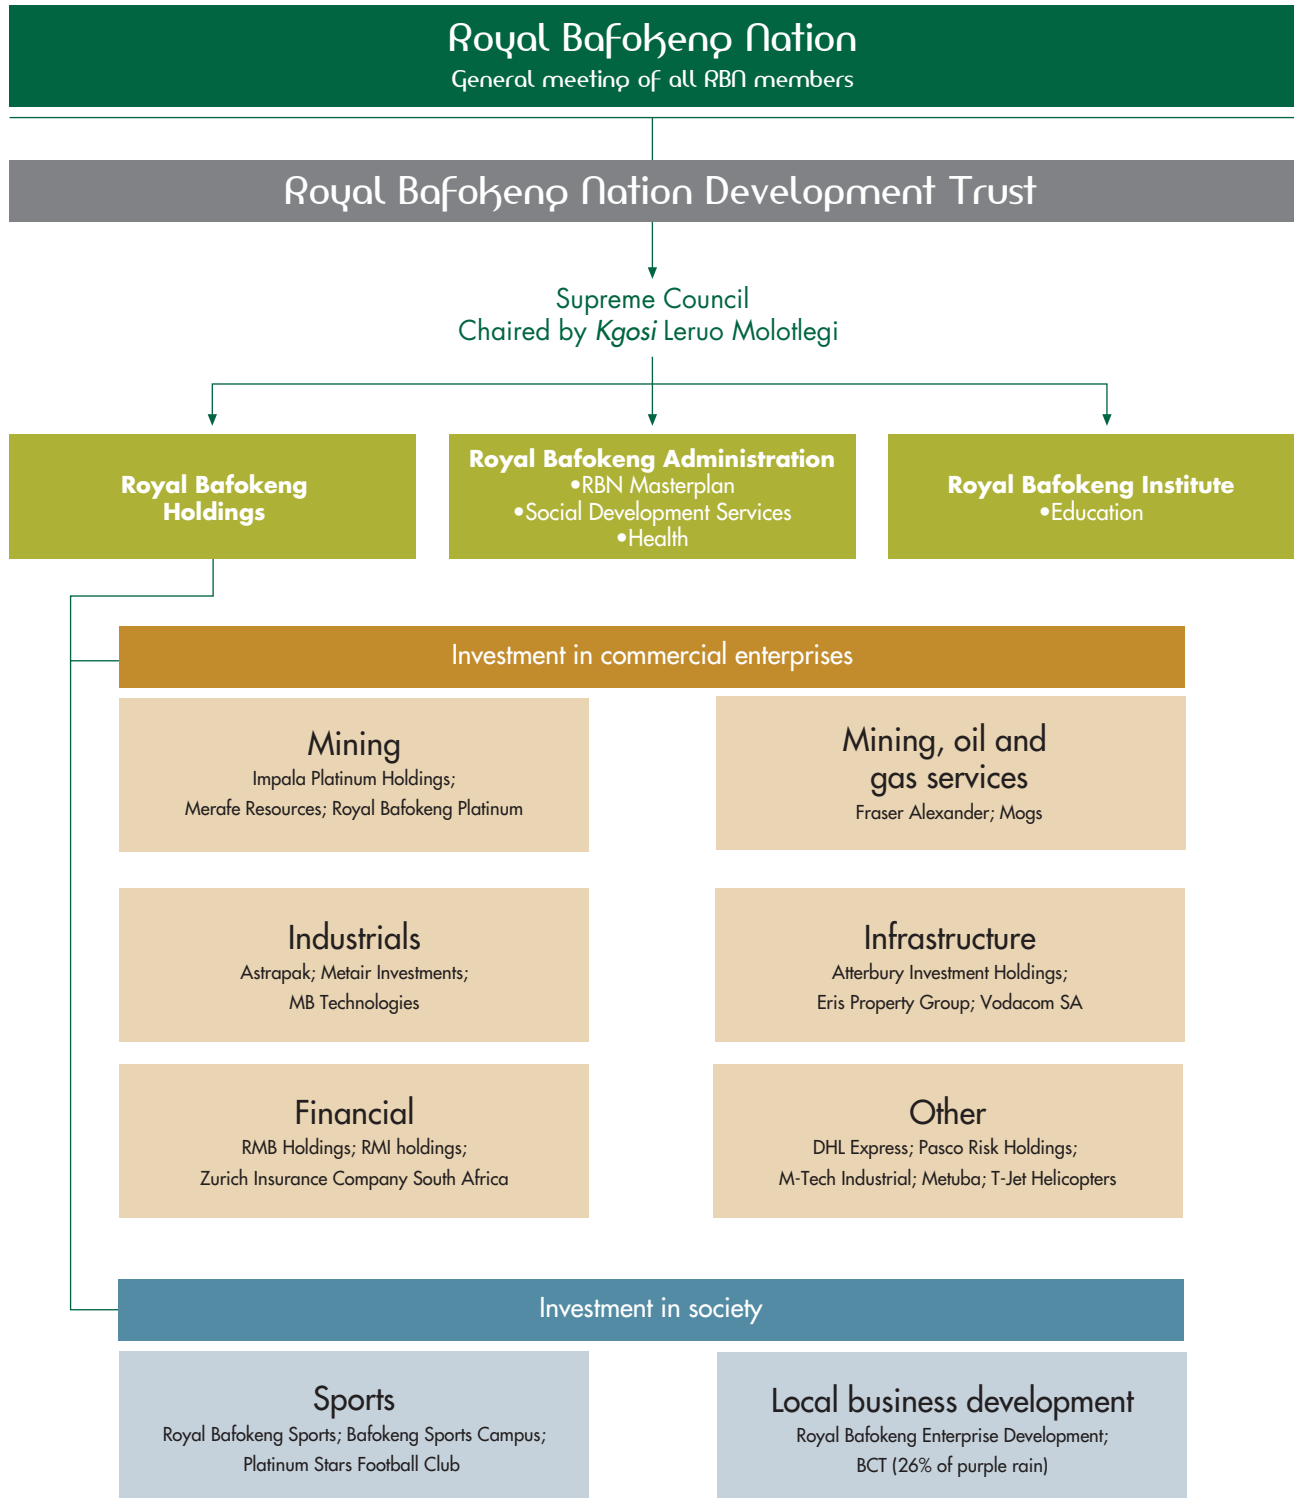 Royal Bafokeng Nation
General meeting of all RBN members
Royal Bafokeng Nation Development Trust
Supreme Council
Chaired by Kgosi Leruo Molotlegi
Royal Bafokeng
Holdings
Royal Bafokeng Administration
•RBN Masterplan
•Social Development Services
•Health
Royal Bafokeng Institute
•Education
Investment in commercial enterprises
Mining
Impala Platinum Holdings;
Merafe Resources; Royal Bafokeng Platinum
Mining, oil and
gas services
Fraser Alexander; Mogs
Industrials
Astrapak; Metair Investments;
MB Technologies
Infrastructure
Atterbury Investment Holdings;
Eris Property Group; Vodacom SA
Financial
RMB Holdings; RMI holdings;
Zurich Insurance Company South Africa
Other
DHL Express; Pasco Risk Holdings;
M-Tech Industrial; Metuba; T-Jet Helicopters
Investment in society
Sports
Royal Bafokeng Sports; Bafokeng Sports Campus;
Platinum Stars Football Club
Local business development
Royal Bafokeng Enterprise Development;
BCT (26% of purple rain)